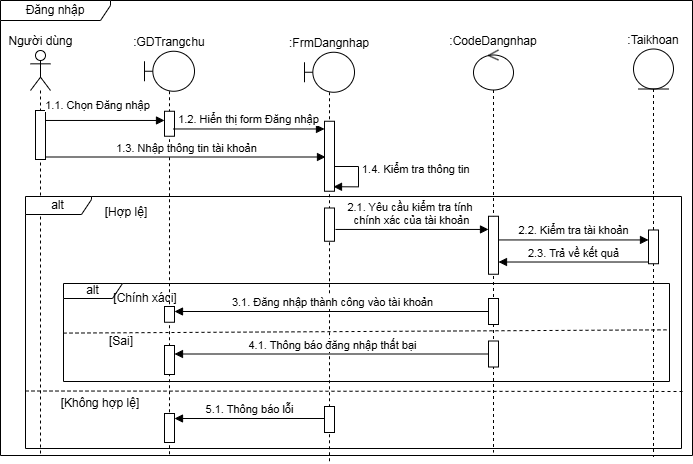 Đăng nhập
Người dùng
:GDTrangchu
:FrmDangnhap
:CodeDangnhap
:Taikhoan
1.1. Chọn Đăng nhập
1.2. Hiển thị form Đăng nhập
1.3. Nhập thông tin tài khoản
1.4. Kiểm tra thông tin
alt
[Hợp lệ]
2.1. Yêu cầu kiểm tra tính
chính xác của tài khoản
2.2. Kiểm tra tài khoản
2.3. Trả về kết quả
alt
[Chính xác]
3.1. Đăng nhập thành công vào tài khoản
[Sai]
4.1. Thông báo đăng nhập thất bại
[Không hợp lệ]
5.1. Thông báo lỗi